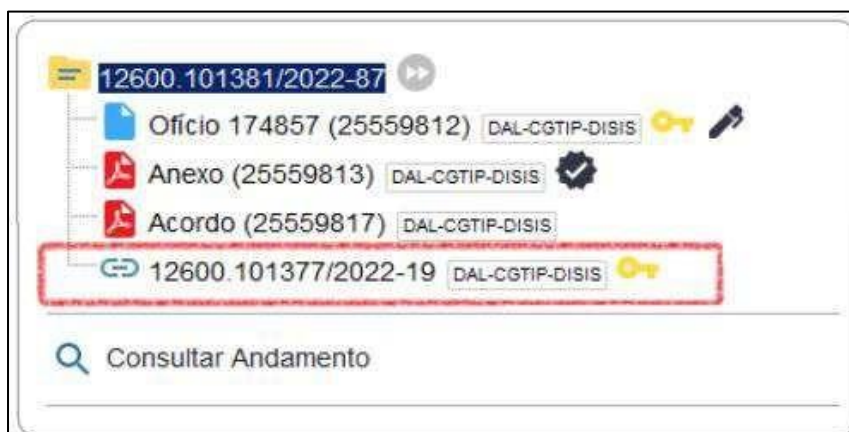 12600.101381/2022-87
Ofício 174857 (25559812) DAL-CGTIP-DISIS
Anexo (25559813) DAL-CGTIP-DISIS
Acordo (25559817) DAL-CGTIP-DISIS
12600.101377/2022-19 DAL-CGTIP-DISIS
Consultar Andamento